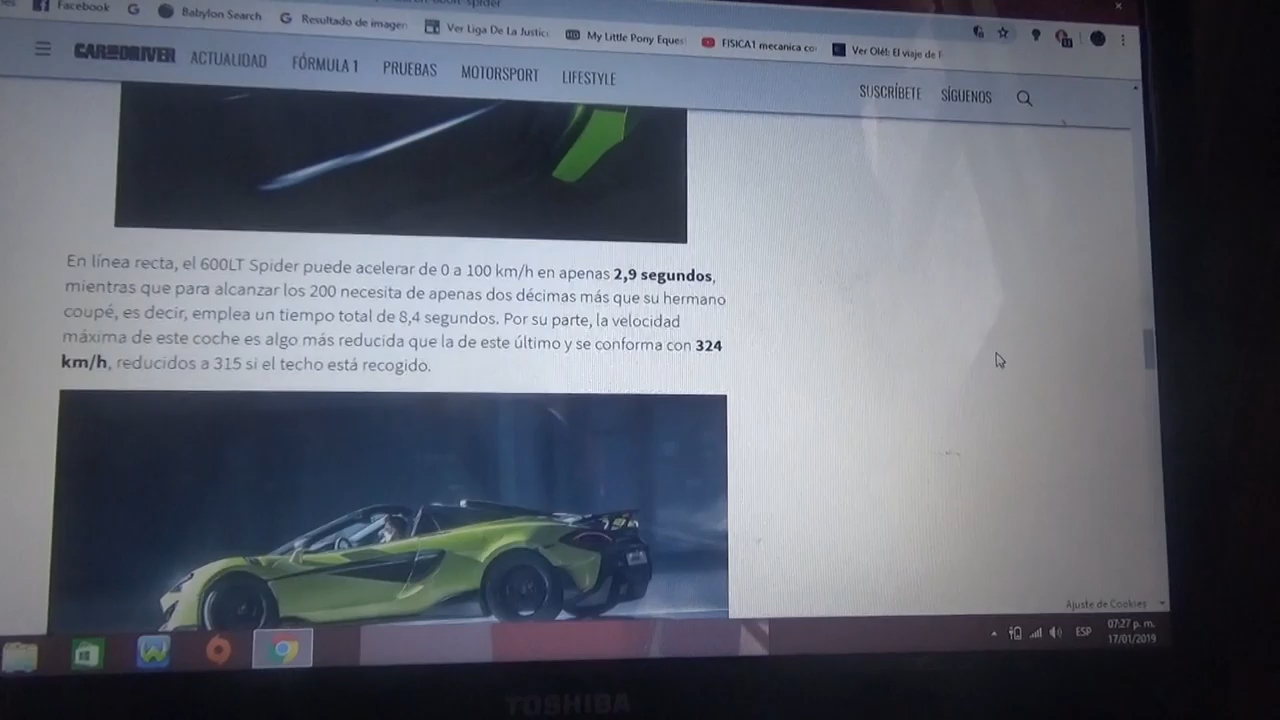 Facebook
Babylon Search
Resultado de imagen
Ver Liga De La Justic
My Little Pony Eques
FISICA1 mecanica co
Ver Olét: El viaje de F
CAR AND DRIVER
ACTUALIDAD
FÓRMULA 1
PRUEBAS
MOTORSPORT
LIFESTYLE
SUSCRÍBETE
SÍGUENOS
En línea recta, el 600LT Spider puede acelerar de 0 a 100 km/h en apenas 2,9 segundos,
mientras que para alcanzar los 200 necesita de apenas dos décimas más que su hermano
coupé, es decir, emplea un tiempo total de 8,4 segundos. Por su parte, la velocidad
máxima de este coche es algo más reducida que la de este último y se conforma con 324
km/h, reducidos a 315 si el techo está recogido.
Ajuste de Cookies
ESP
07:27 p. m.
17/01/2019
TOSHIBA